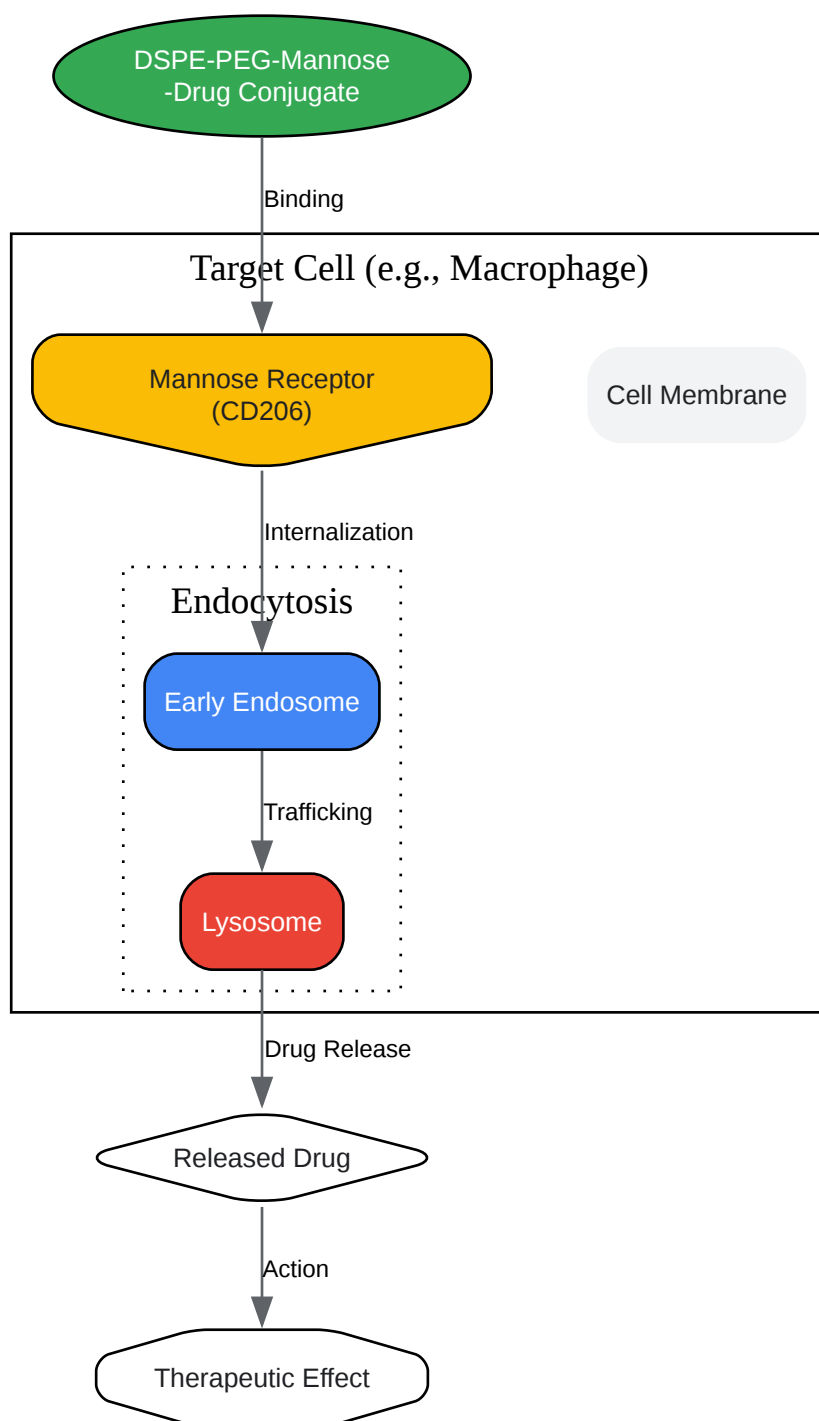 DSPE-PEG-Mannose
-Drug Conjugate
Binding
Target Cell (e.g., Macrophage)
Mannose Receptor
(CD206)
Cell Membrane
Internalization
Endocytosis
Early Endosome
Trafficking
Lysosome
Drug Release
Released Drug
Action
Therapeutic Effect